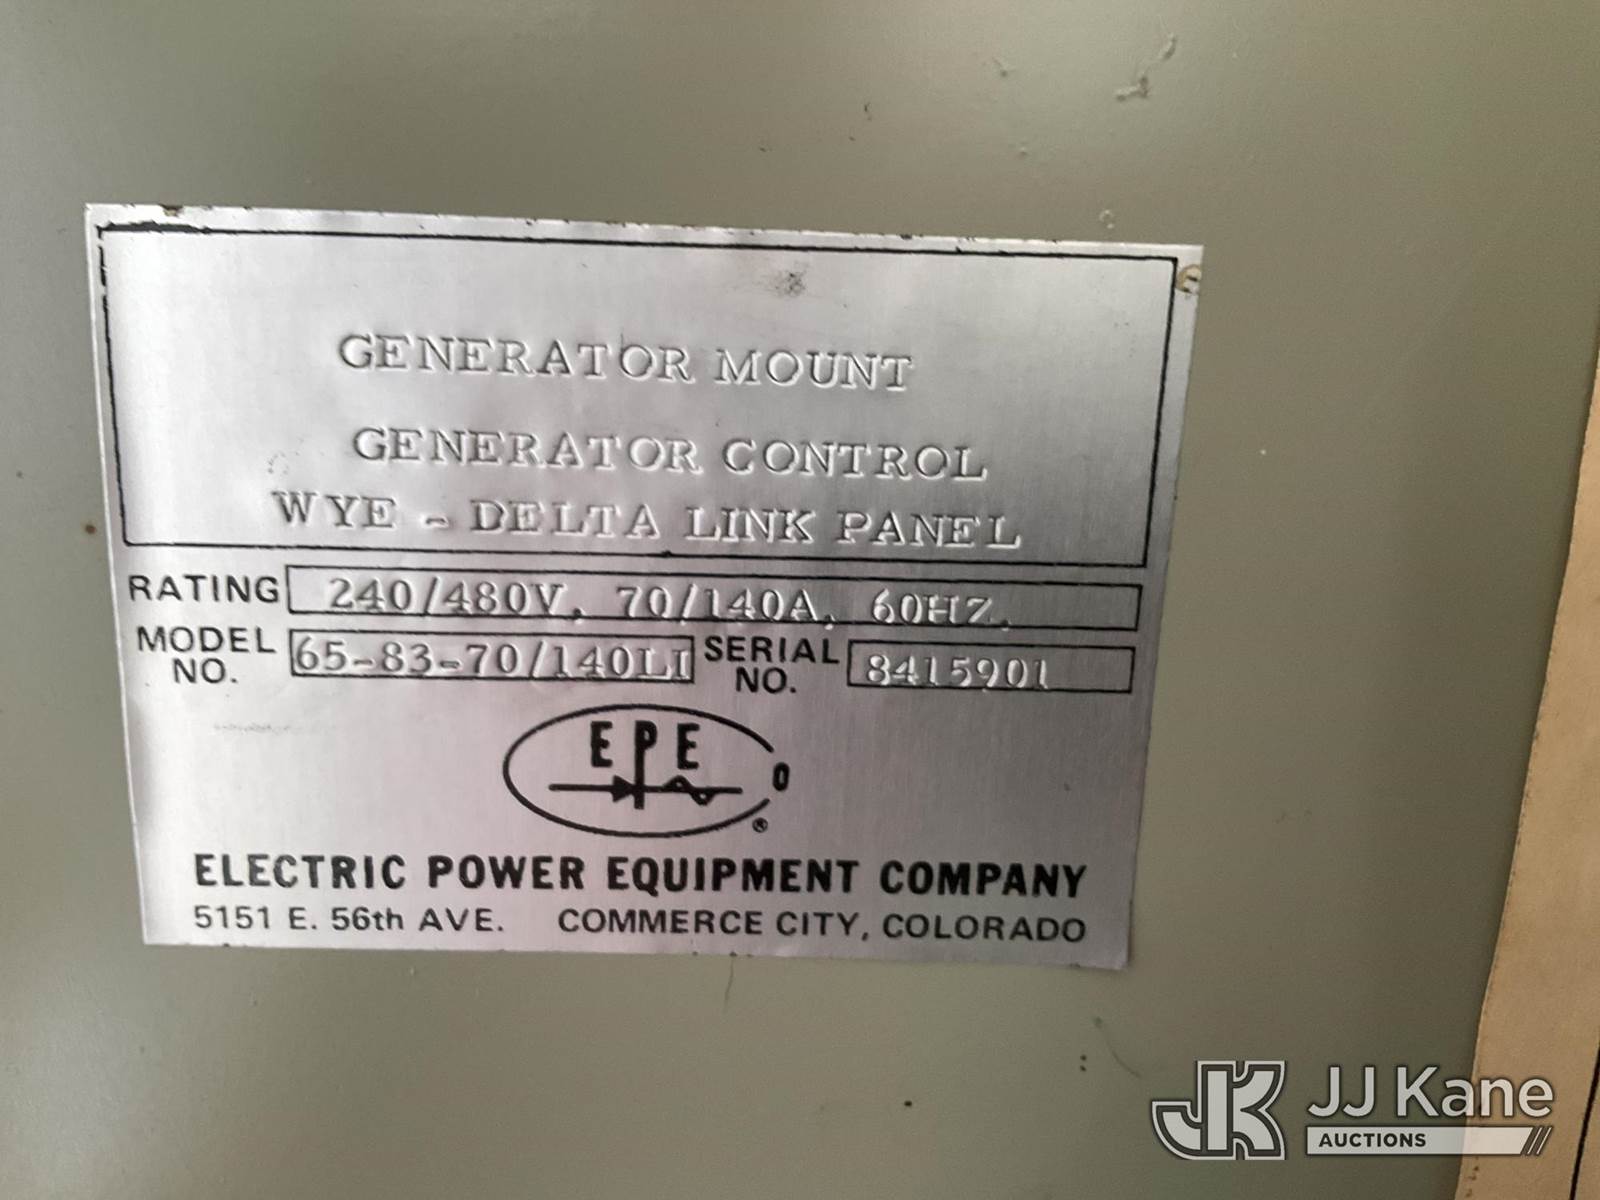 GENERATOR MOUNT
GENERATOR CONTROL
WYE - DELTA LINK PANEL
RATING 240/480V, 70/140A, 60HZ.
MODEL NO. 65-83-70/140LI SERIAL NO. 8415901
EPE
O
®
ELECTRIC POWER EQUIPMENT COMPANY
5151 E. 56th AVE. COMMERCE CITY, COLORADO
JK JJ Kane
AUCTIONS